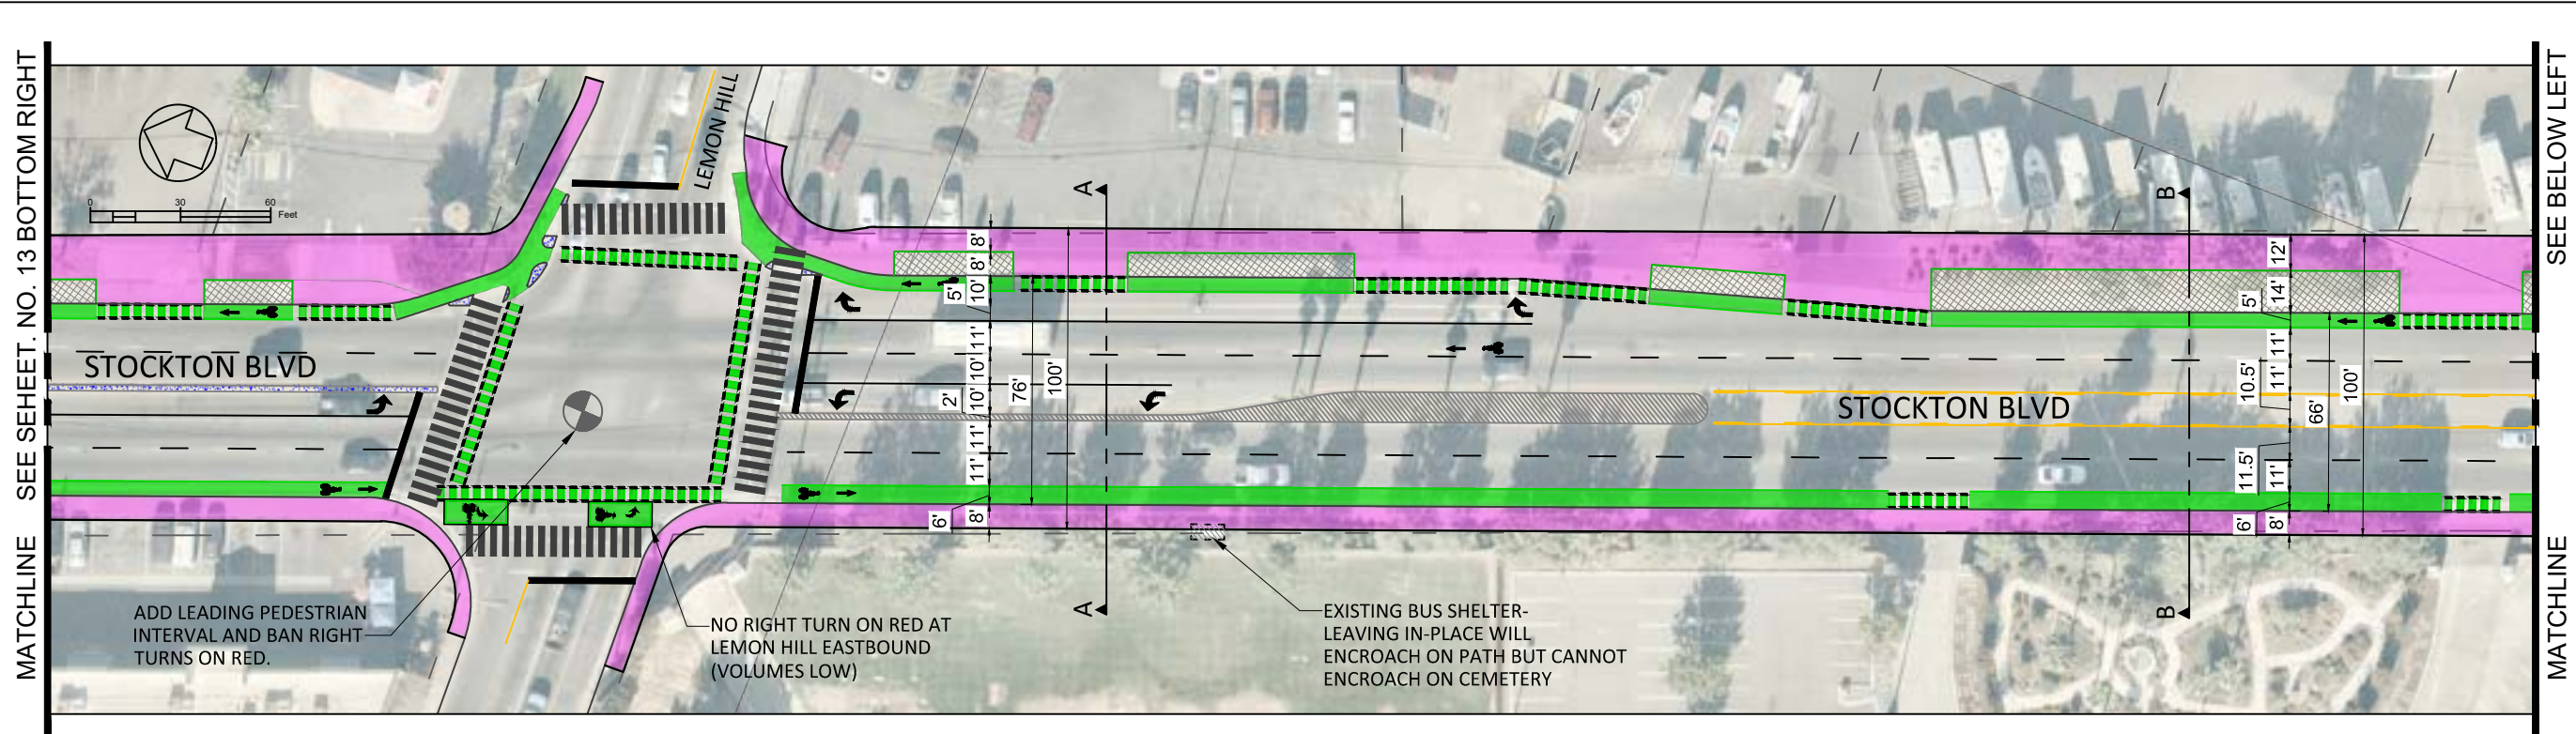 MATCHLINE SEE SEHEET. NO. 13 BOTTOM RIGHT
0 30 60
Feet
LEMON HILL
STOCKTON BLVD
STOCKTON BLVD
A
A
B
B
8'
8'
5'
10'
11'
10'
10'
2'
11'
11'
6'
8'
76'
100'
12'
14'
5'
11'
11'
10.5'
11.5'
11'
6'
8'
66'
100'
ADD LEADING PEDESTRIAN
INTERVAL AND BAN RIGHT
TURNS ON RED.
NO RIGHT TURN ON RED AT
LEMON HILL EASTBOUND
(VOLUMES LOW)
EXISTING BUS SHELTER-
LEAVING IN-PLACE WILL
ENCROACH ON PATH BUT CANNOT
ENCROACH ON CEMETERY
MATCHLINE SEE BELOW LEFT